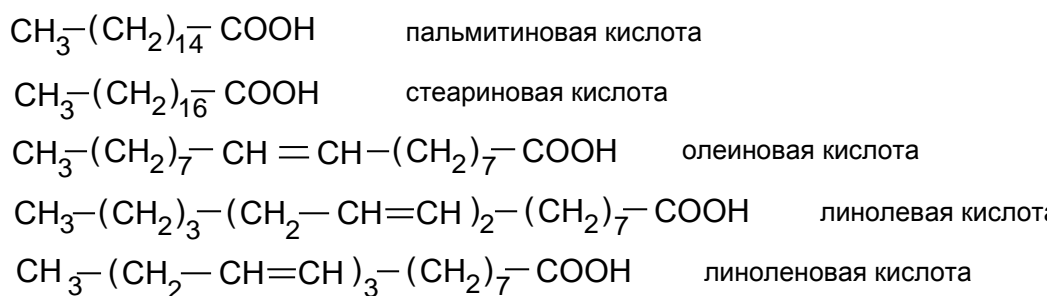 CH3–(CH2)14–COOH пальмитиновая кислота
CH3–(CH2)16–COOH стеариновая кислота
CH3–(CH2)7–CH=CH–(CH2)7–COOH олеиновая кислота
CH3–(CH2)3–(CH2–CH=CH)2–(CH2)7–COOH линолевая кислота
CH3–(CH2–CH=CH)3–(CH2)7–COOH линоленовая кислота